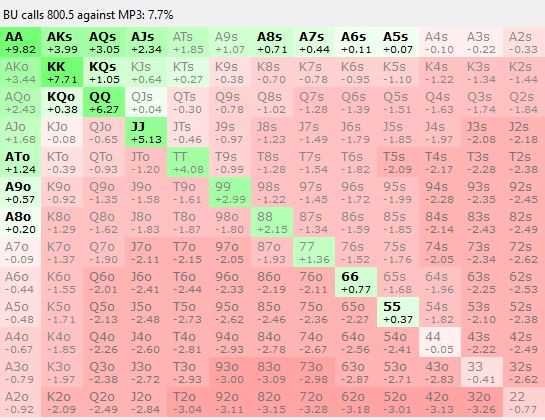 BU calls 800.5 against MP3: 7.7%
AA AKs AQs AJs ATs A9s A8s A7s A6s A5s A4s A3s A2s
+9.82 +3.99 +3.05 +2.34 +1.85 +1.07 +0.71 +0.44 +0.11 +0.07 -0.10 -0.22 -0.33
AKo KK KQs KJs KTs K9s K8s K7s K6s K5s K4s K3s K2s
+3.44 +7.71 +1.05 +0.64 +0.27 -0.38 -0.70 -0.78 -0.95 -1.10 -1.22 -1.34 -1.44
AQo KQo QQ QJs QTs Q9s Q8s Q7s Q6s Q5s Q4s Q3s Q2s
+2.43 +0.38 +6.27 +0.04 -0.30 -0.78 -1.02 -1.28 -1.39 -1.51 -1.63 -1.74 -1.84
AJo KJo QJo JJ JTs J9s J8s J7s J6s J5s J4s J3s J2s
+1.68 -0.08 -0.65 +5.13 -0.46 -0.97 -1.23 -1.49 -1.79 -1.85 -1.97 -2.08 -2.18
ATo KTo QTo JTo TT T9s T8s T7s T6s T5s T4s T3s T2s
+1.24 -0.39 -0.93 -1.20 +4.08 -0.99 -1.28 -1.54 -1.82 -2.09 -2.17 -2.28 -2.38
A9o K9o Q9o J9o T9o 99 98s 97s 96s 95s 94s 93s 92s
+0.57 -0.92 -1.35 -1.58 -1.61 +2.99 -1.18 -1.45 -1.72 -1.99 -2.28 -2.35 -2.45
A8o K8o Q8o J8o T8o 98o 88 87s 86s 85s 84s 83s 82s
+0.20 -1.29 -1.62 -1.83 -1.87 -1.80 +2.15 -1.34 -1.59 -1.85 -2.14 -2.43 -2.49
A7o K7o Q7o J7o T7o 97o 87o 77 76s 75s 74s 73s 72s
-0.09 -1.37 -1.90 -2.11 -2.15 -2.05 -1.93 +1.36 -1.52 -1.76 -2.05 -2.34 -2.62
A6o K6o Q6o J6o T6o 96o 86o 76o 66 65s 64s 63s 62s
-0.44 -1.55 -2.01 -2.41 -2.44 -2.33 -2.19 -2.11 +0.77 -1.68 -1.96 -2.25 -2.53
A5o K5o Q5o J5o T5o 95o 85o 75o 65o 55 54s 53s 52s
-0.48 -1.71 -2.13 -2.48 -2.73 -2.62 -2.46 -2.36 -2.27 +0.37 -1.82 -2.10 -2.38
A4o K4o Q4o J4o T4o 94o 84o 74o 64o 54o 44 43s 42s
-0.67 -1.85 -2.26 -2.60 -2.81 -2.93 -2.78 -2.67 -2.56 -2.41 -0.05 -2.22 -2.49
A3o K3o Q3o J3o T3o 93o 83o 73o 63o 53o 43o 33 32s
-0.79 -1.97 -2.38 -2.72 -2.93 -3.00 -3.09 -2.98 -2.87 -2.71 -2.83 -0.41 -2.62
A2o K2o Q2o J2o T2o 92o 82o 72o 62o 52o 42o 32o 22
-0.92 -2.09 -2.49 -2.84 -3.04 -3.11 -3.15 -3.28 -3.18 -3.01 -3.13 -3.26 -0.77